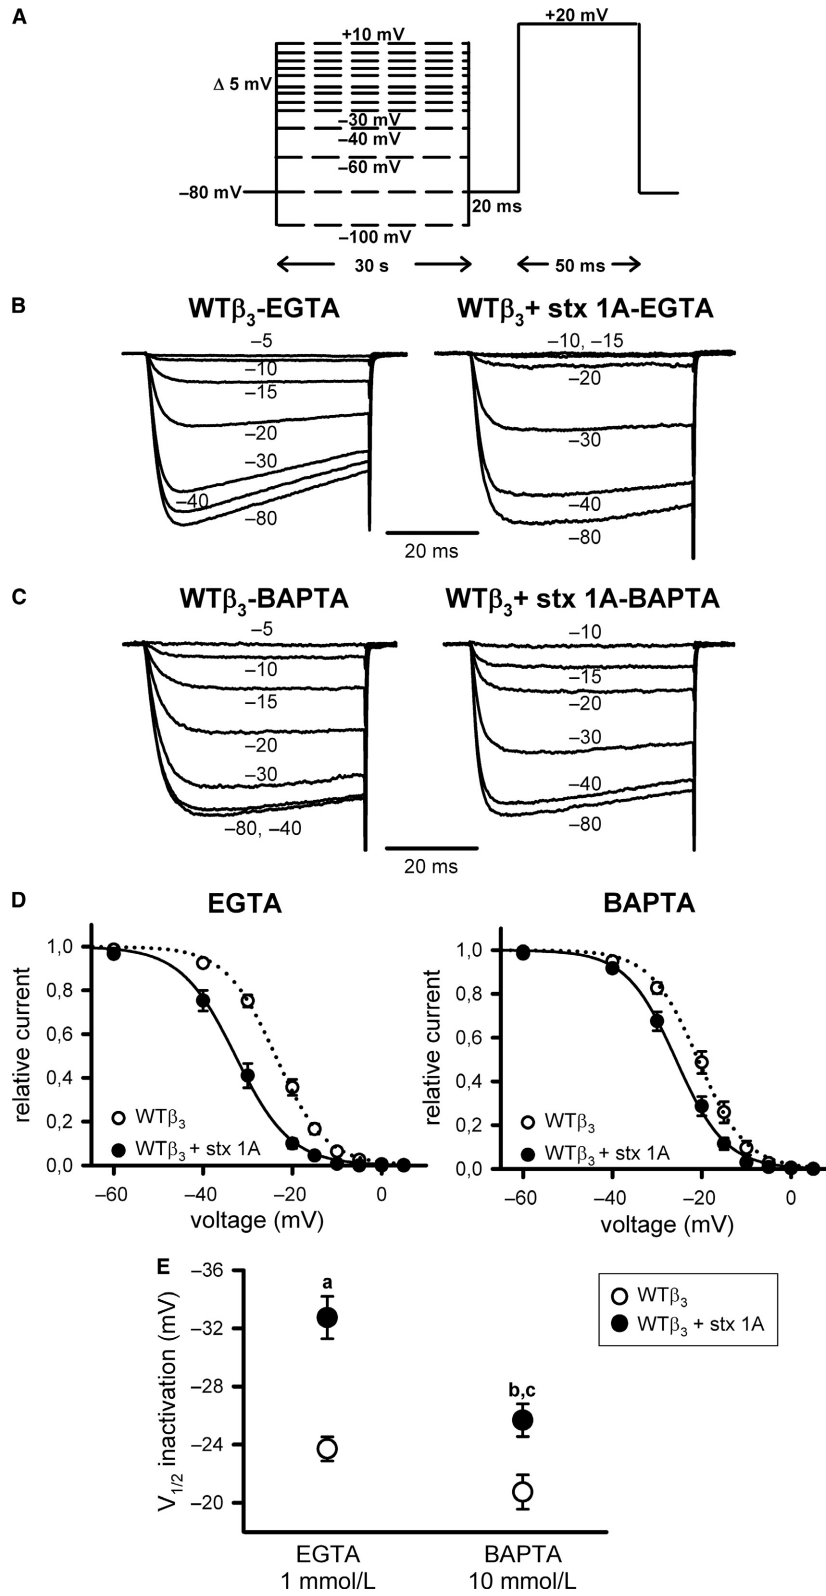 A
+10 mV
+20 mV
Δ 5 mV
–30 mV
–40 mV
–60 mV
–80 mV
20 ms
–100 mV
30 s
50 ms
B
WTβ3-EGTA
WTβ3+ stx 1A-EGTA
–5
–10
–15
–20
–30
–40
–80
–10, –15
–20
–30
–40
–80
20 ms
C
WTβ3-BAPTA
WTβ3+ stx 1A-BAPTA
–5
–10
–15
–20
–30
–80, –40
–10
–15
–20
–30
–40
–80
20 ms
D
EGTA
relative current
1,0
0,8
0,6
0,4
0,2
0,0
WTβ3
WTβ3 + stx 1A
–60
–40
–20
0
voltage (mV)
BAPTA
relative current
1,0
0,8
0,6
0,4
0,2
0,0
WTβ3
WTβ3 + stx 1A
–60
–40
–20
0
voltage (mV)
E
V1/2 inactivation (mV)
–36
–32
–28
–24
–20
a
b,c
WTβ3
WTβ3 + stx 1A
EGTA
1 mmol/L
BAPTA
10 mmol/L